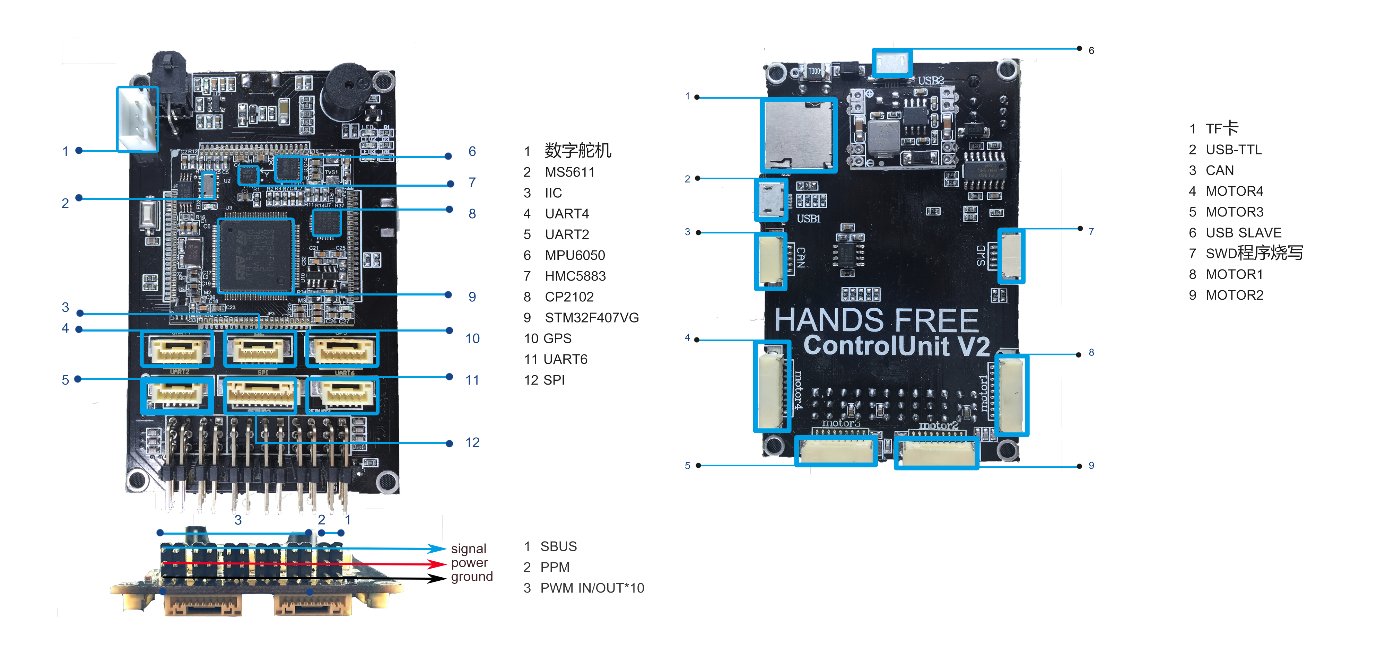 1
2
3
4
5
6
7
8
9
10
11
12
1 数字舵机
2 MS5611
3 IIC
4 UART4
5 UART2
6 MPU6050
7 HMC5883
8 CP2102
9 STM32F407VG
10 GPS
11 UART6
12 SPI
UART2
SPI
UART6
3
2
1
signal
power
ground
1 SBUS
2 PPM
3 PWM IN/OUT*10
1
2
3
4
5
6
7
8
9
USB2
USB1
CAN
SWD
HANDS FREE
ControlUnit V2
motor4
motor1
motor3
motor2
1 TF卡
2 USB-TTL
3 CAN
4 MOTOR4
5 MOTOR3
6 USB SLAVE
7 SWD程序烧写
8 MOTOR1
9 MOTOR2